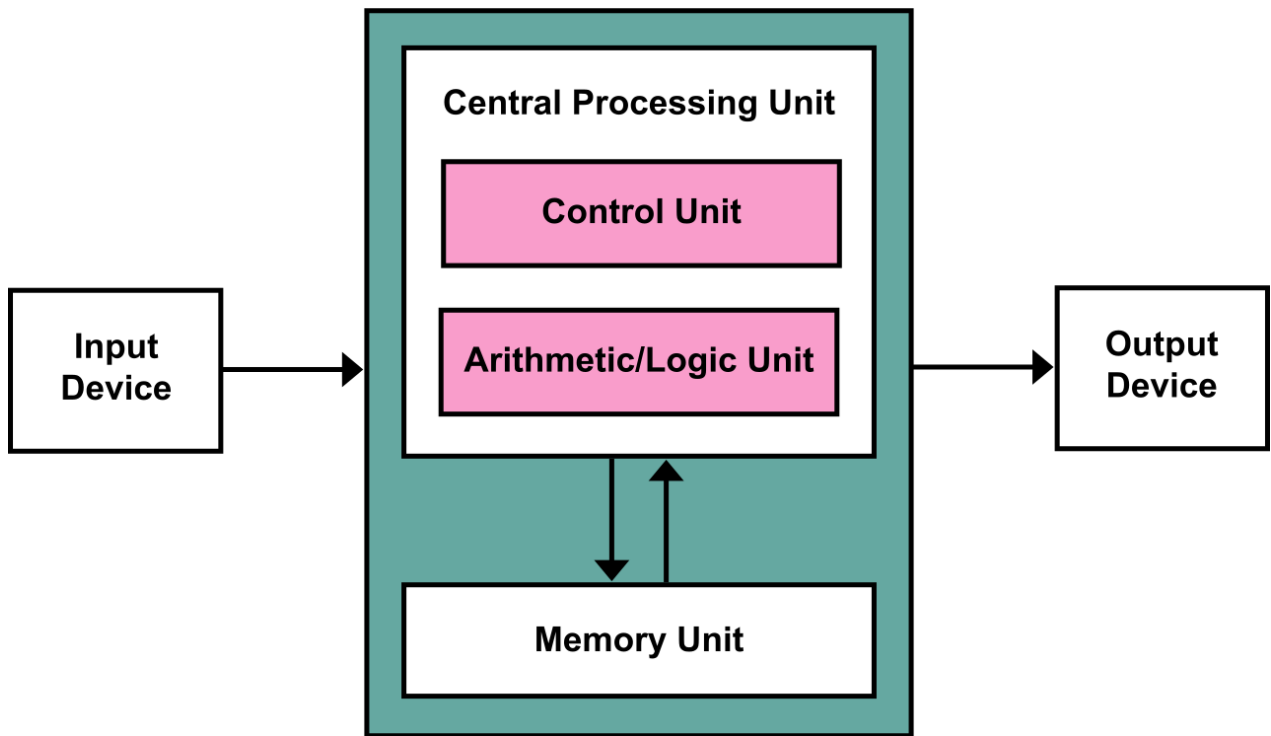 Central Processing Unit
Control Unit
Arithmetic/Logic Unit
Input
Device
Output
Device
Memory Unit